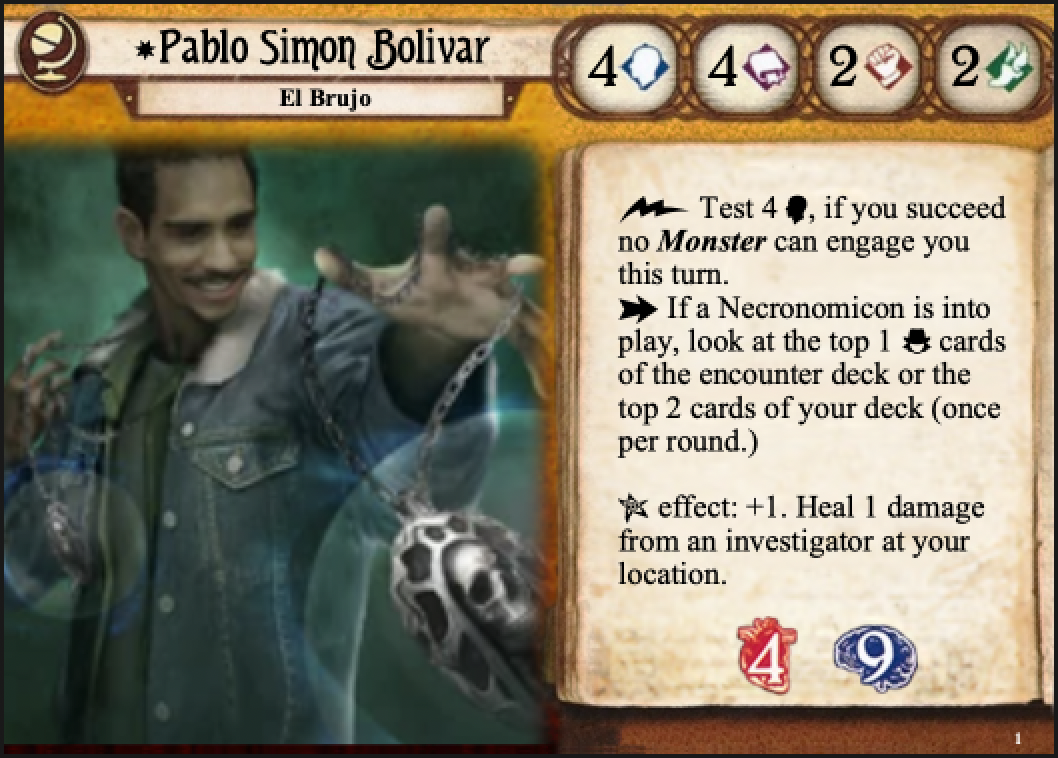 Pablo Simon Bolivar
El Brujo
4 4 2 2
Test 4 , if you succeed
no Monster can engage you
this turn.
If a Necronomicon is into
play, look at the top 1 cards
of the encounter deck or the
top 2 cards of your deck (once
per round.)
effect: +1. Heal 1 damage
from an investigator at your
location.
4 9
1